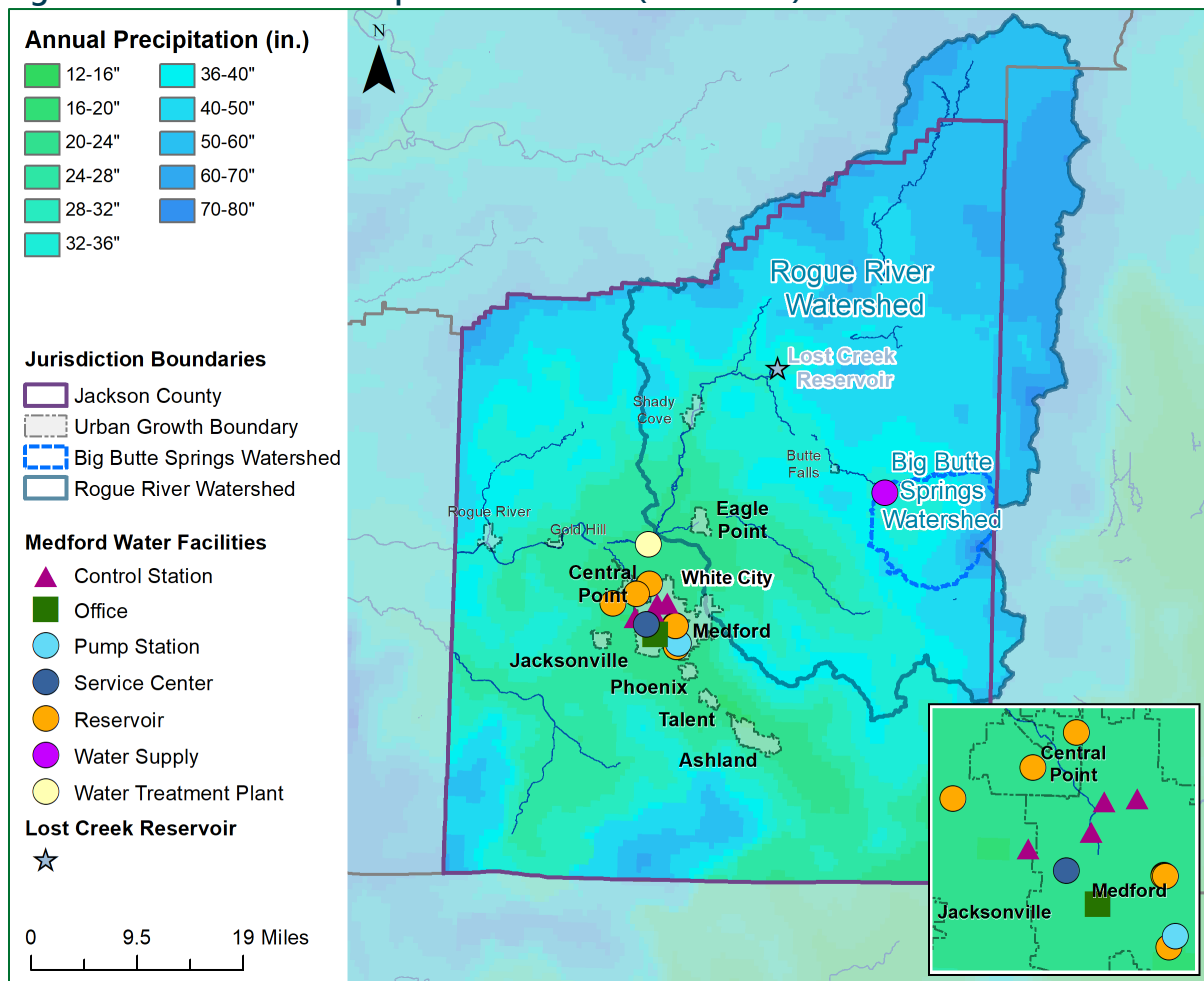 Annual Precipitation (in.)
12-16"
16-20"
20-24"
24-28"
28-32"
32-36"
36-40"
40-50"
50-60"
60-70"
70-80"
Jurisdiction Boundaries
Jackson County
Urban Growth Boundary
Big Butte Springs Watershed
Rogue River Watershed
Medford Water Facilities
Control Station
Office
Pump Station
Service Center
Reservoir
Water Supply
Water Treatment Plant
Lost Creek Reservoir
0 9.5 19 Miles
N
Rogue River
Watershed
Lost Creek
Reservoir
Shady
Cove
Butte
Falls
Big Butte
Springs
Watershed
Rogue River
Gold Hill
Eagle
Point
Central
Point
White City
Medford
Jacksonville
Phoenix
Talent
Ashland
Central
Point
Medford
Jacksonville